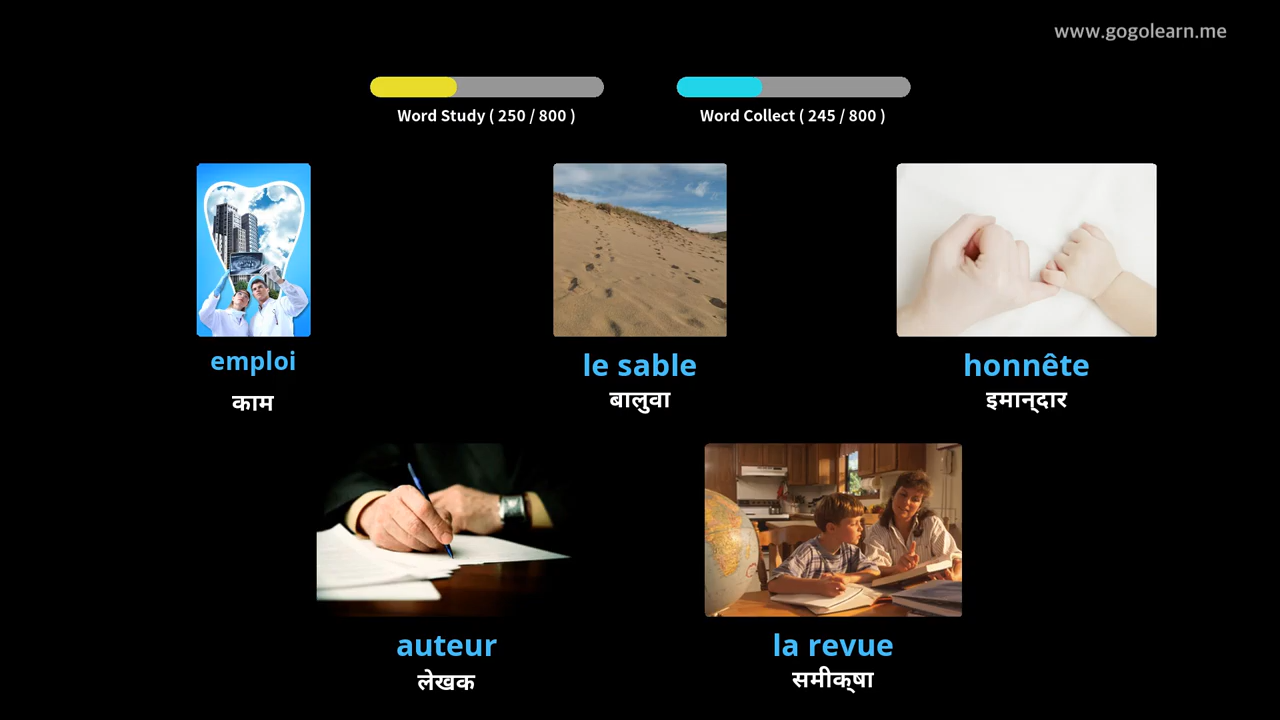 www.gogolearn.me
Word Study ( 250 / 800 )
Word Collect ( 245 / 800 )
emploi
काम
le sable
बालुवा
honnête
इमान्‌दार
auteur
लेखक
la revue
समीक्‌षा